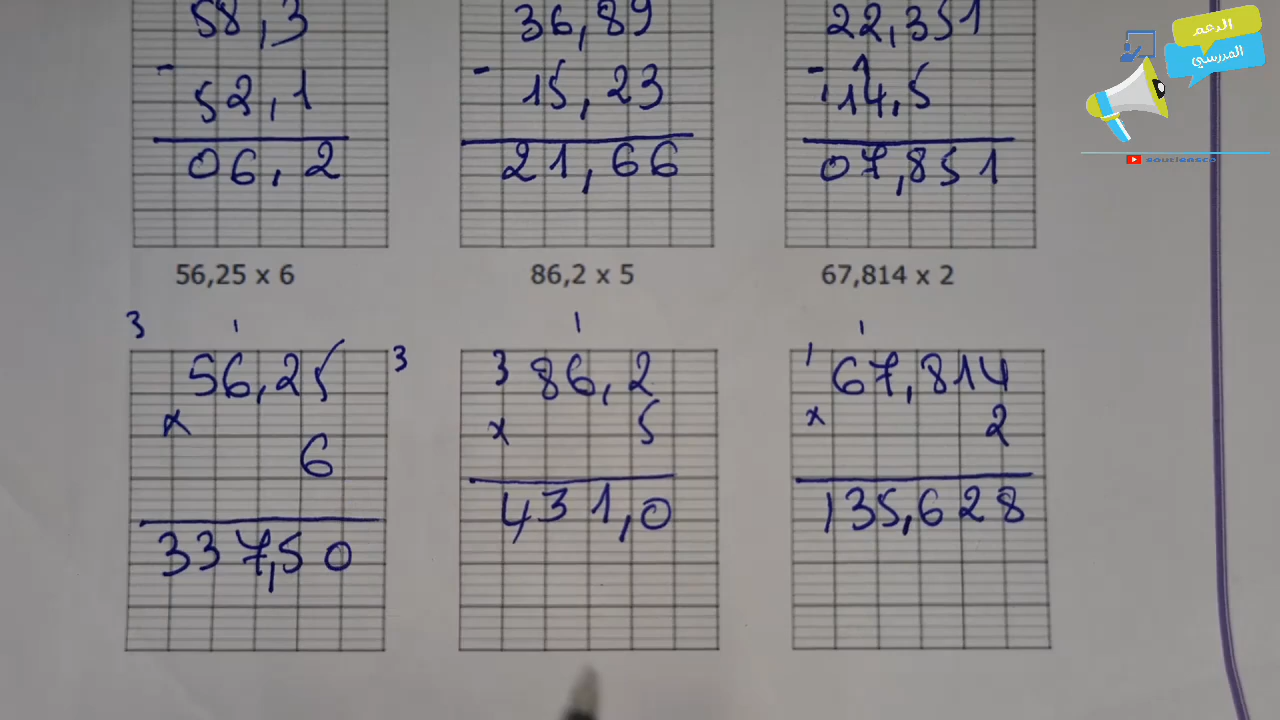 58,3
- 52,1
06,2
36,89
- 15,23
21,66
22,351
1
- 14,5
07,851
الدعم
المدرسي
56,25 x 6
86,2 x 5
67,814 x 2
3 1 3
56,25
x 6
337,50
1
3 86,2
x 5
431,0
1
1 67,814
x 2
135,628